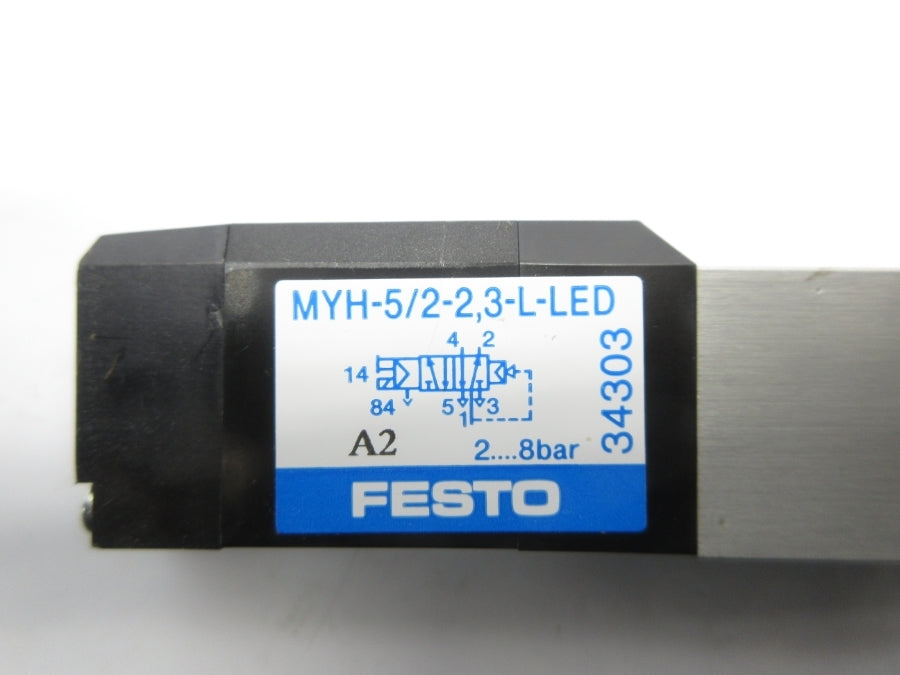 MYH-5/2-2,3-L-LED
4 2
14
84 5 1 3
A2
2....8bar
34303
FESTO